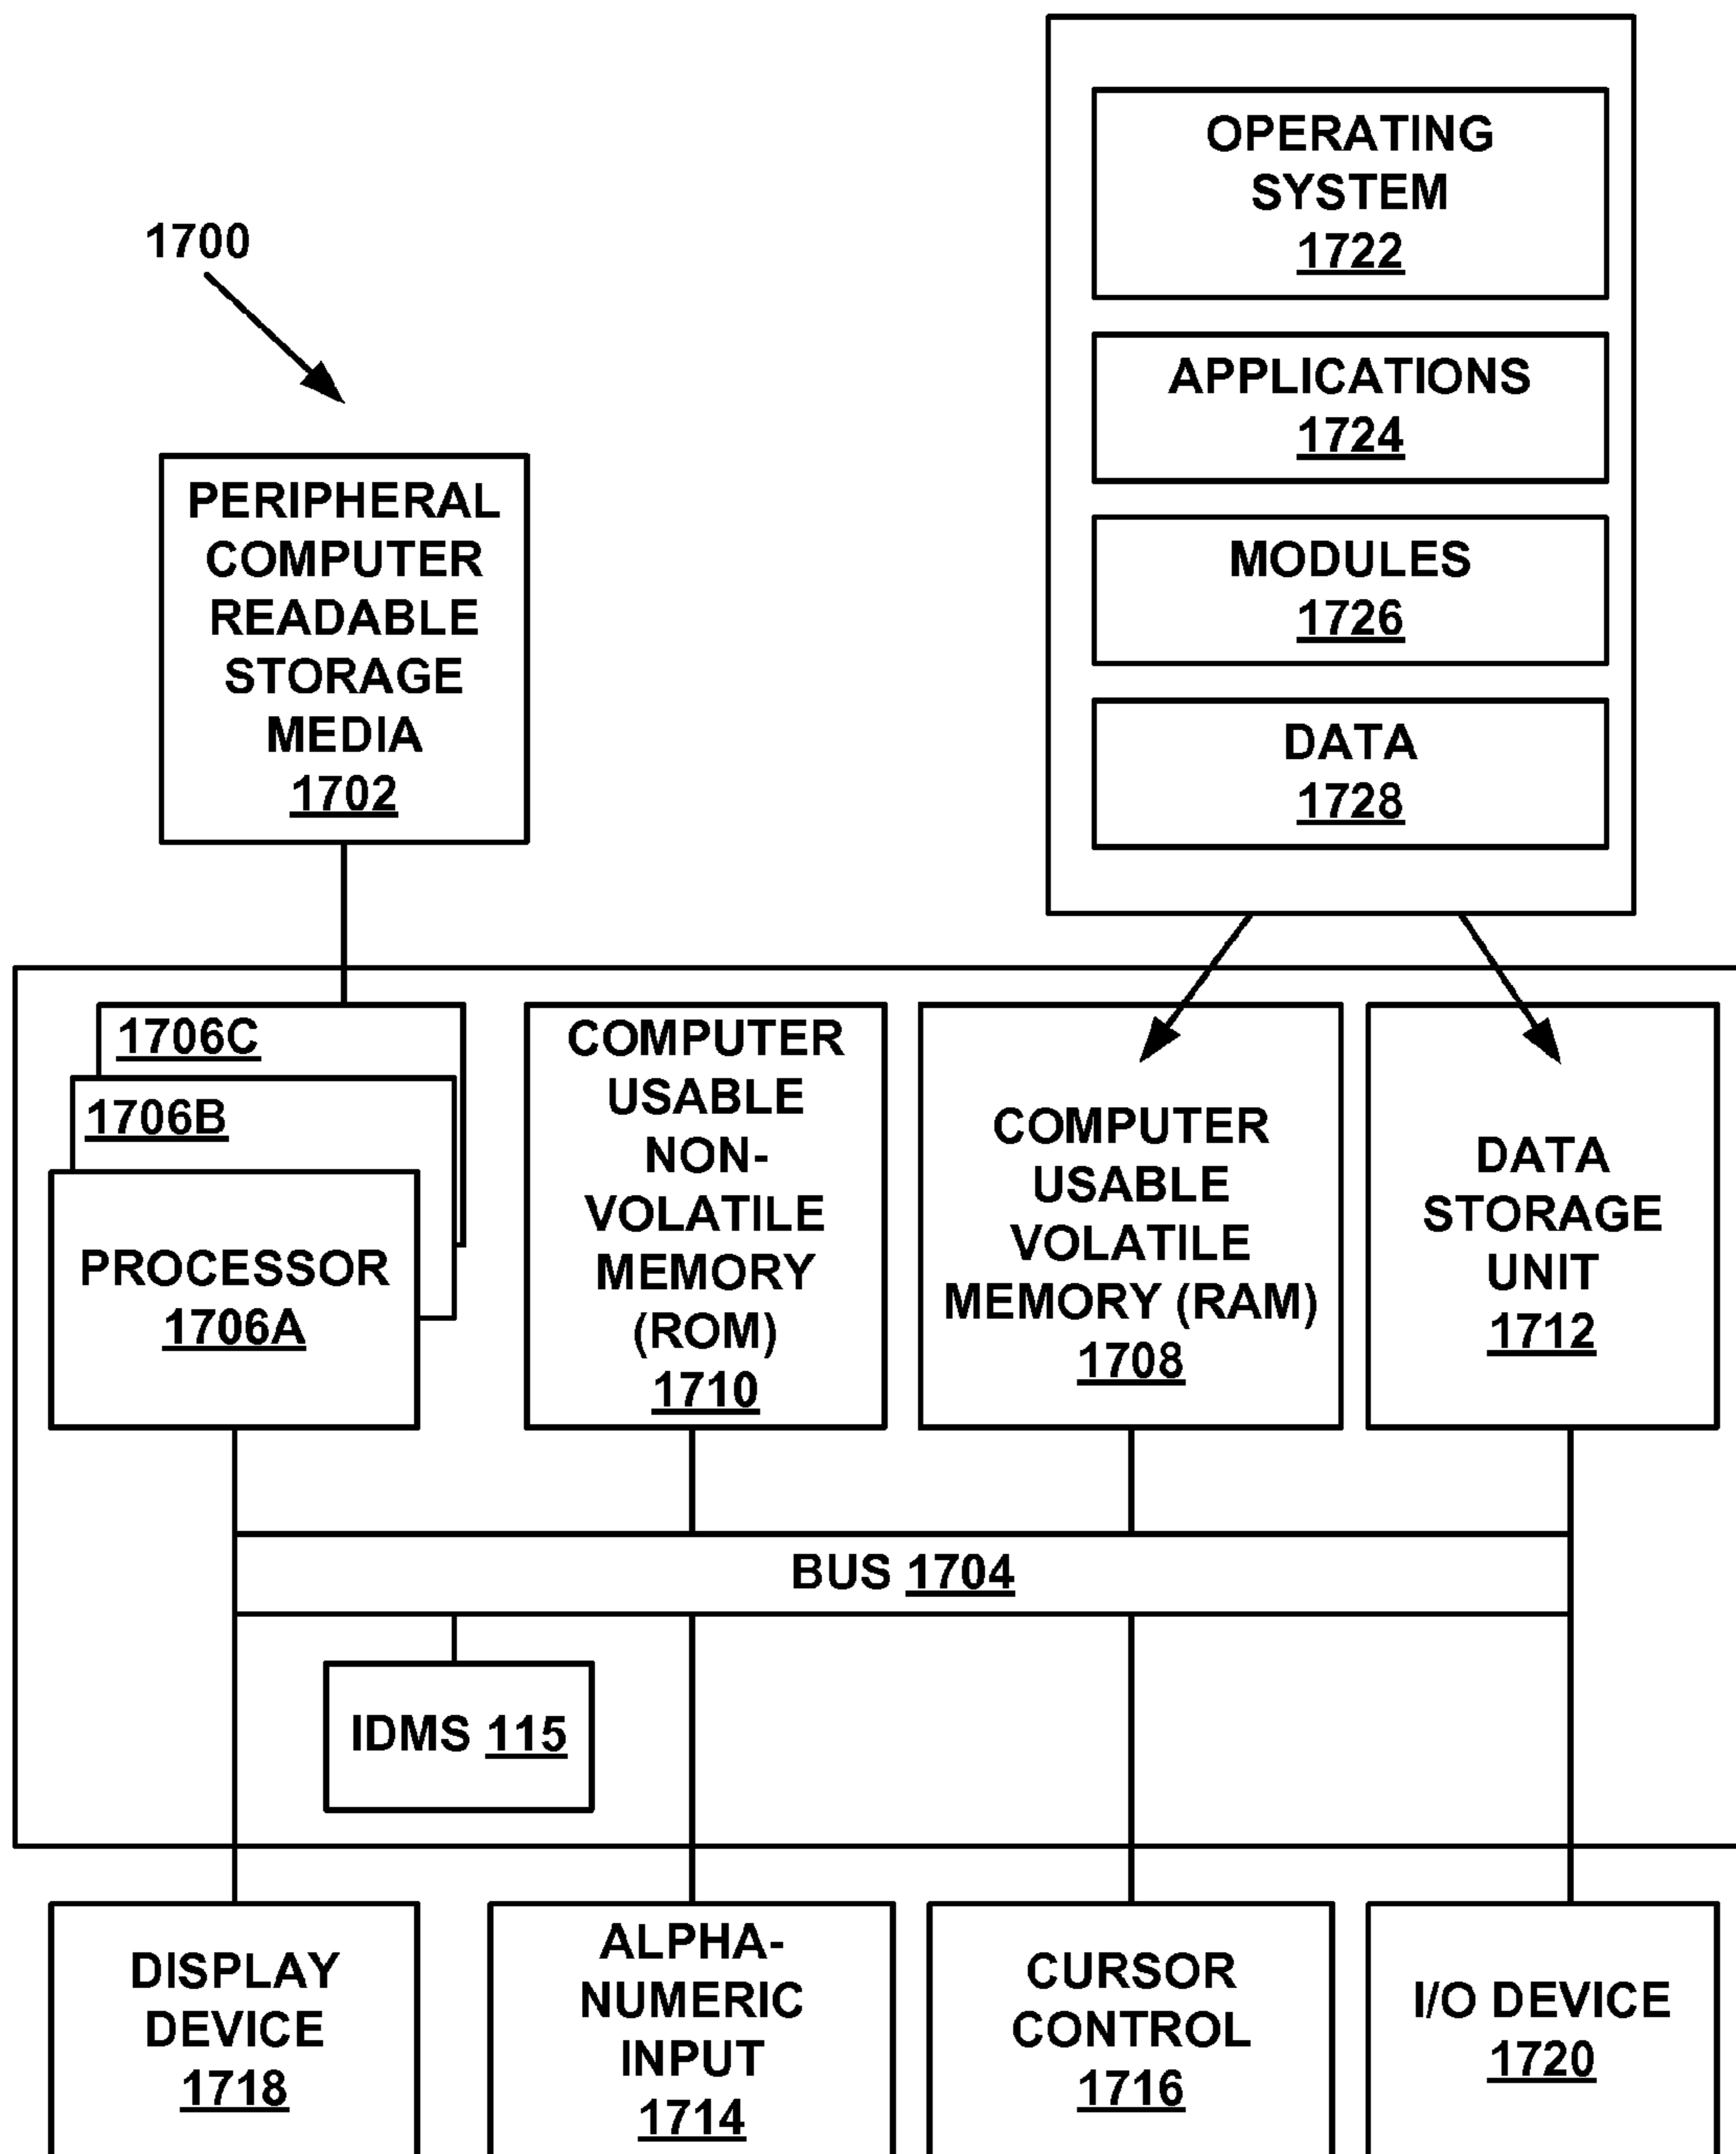 1700
OPERATING
SYSTEM
1722
APPLICATIONS
1724
MODULES
1726
DATA
1728
PERIPHERAL
COMPUTER
READABLE
STORAGE
MEDIA
1702
1706C
1706B
PROCESSOR
1706A
COMPUTER
USABLE
NON-
VOLATILE
MEMORY
(ROM)
1710
COMPUTER
USABLE
VOLATILE
MEMORY (RAM)
1708
DATA
STORAGE
UNIT
1712
BUS 1704
IDMS 115
DISPLAY
DEVICE
1718
ALPHA-
NUMERIC
INPUT
1714
CURSOR
CONTROL
1716
I/O DEVICE
1720